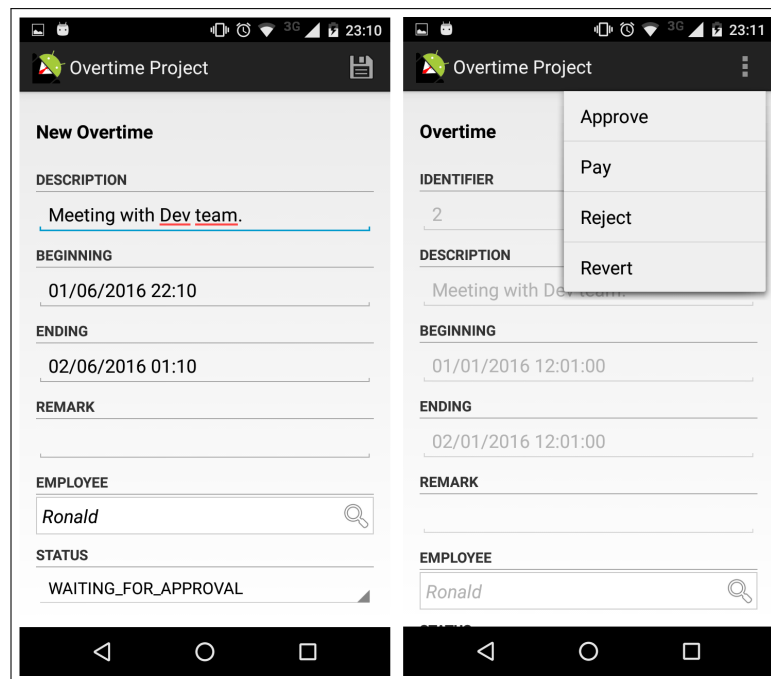 3G 23:10
Overtime Project
New Overtime
DESCRIPTION
Meeting with Dev team.
BEGINNING
01/06/2016 22:10
ENDING
02/06/2016 01:10
REMARK
EMPLOYEE
Ronald
STATUS
WAITING_FOR_APPROVAL
3G 23:11
Overtime Project
Approve
Pay
Reject
Revert
Overtime
IDENTIFIER
2
DESCRIPTION
Meeting with Dev team.
BEGINNING
01/01/2016 12:01:00
ENDING
02/01/2016 12:01:00
REMARK
EMPLOYEE
Ronald
STATUS